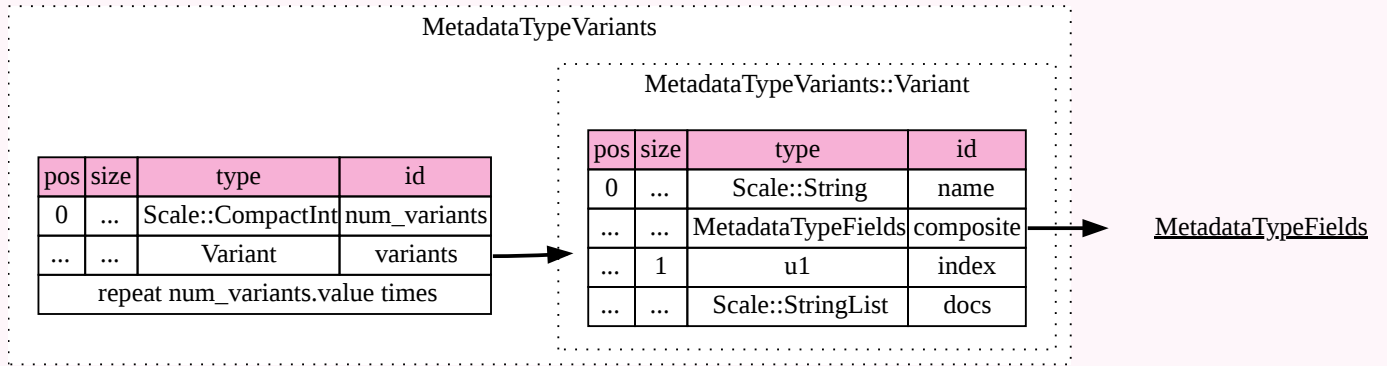 MetadataTypeVariants
MetadataTypeVariants::Variant
pos size type id
0 ... Scale::CompactInt num_variants
... ... Variant variants
repeat num_variants.value times
pos size type id
0 ... Scale::String name
... ... MetadataTypeFields composite
... 1 u1 index
... ... Scale::StringList docs
MetadataTypeFields